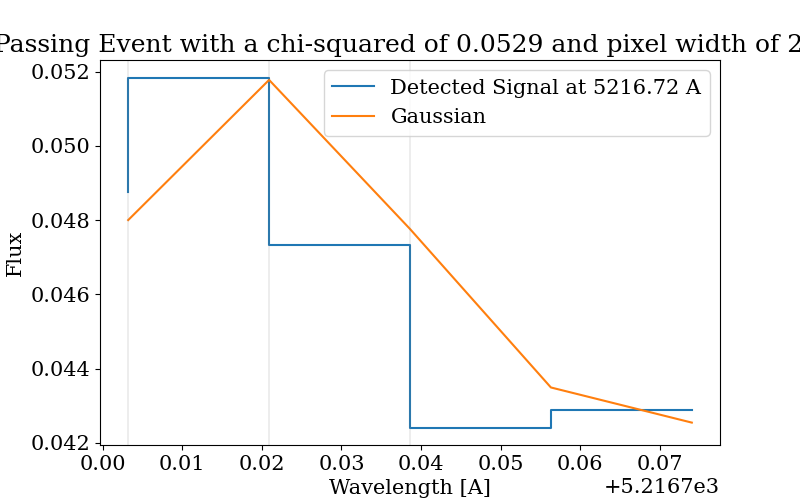 Passing Event with a chi-squared of 0.0529 and pixel width of 2
Detected Signal at 5216.72 A
Gaussian
Flux
0.052
0.050
0.048
0.046
0.044
0.042
0.00 0.01 0.02 0.03 0.04 0.05 0.06 0.07
Wavelength [A]
+5.2167e3